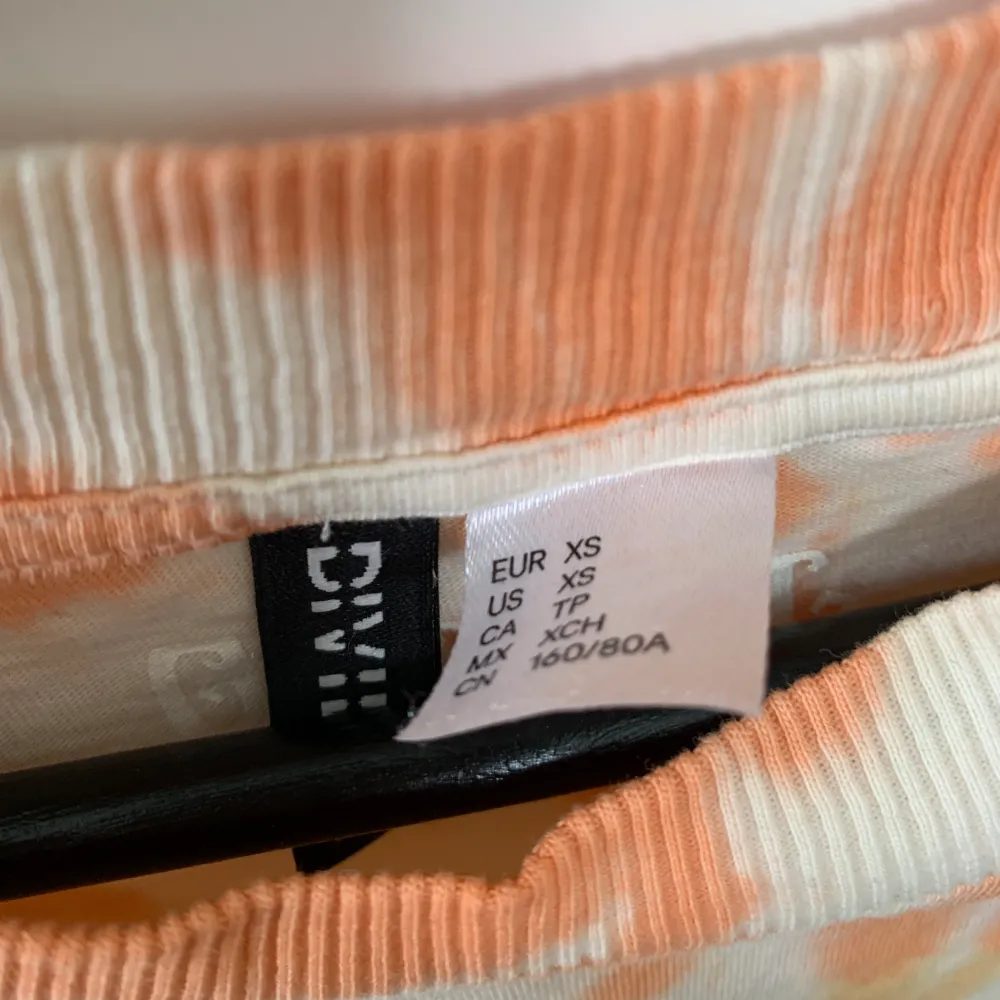 EUR XS
US XS
CA TP
MX XCH
CN 160/80A